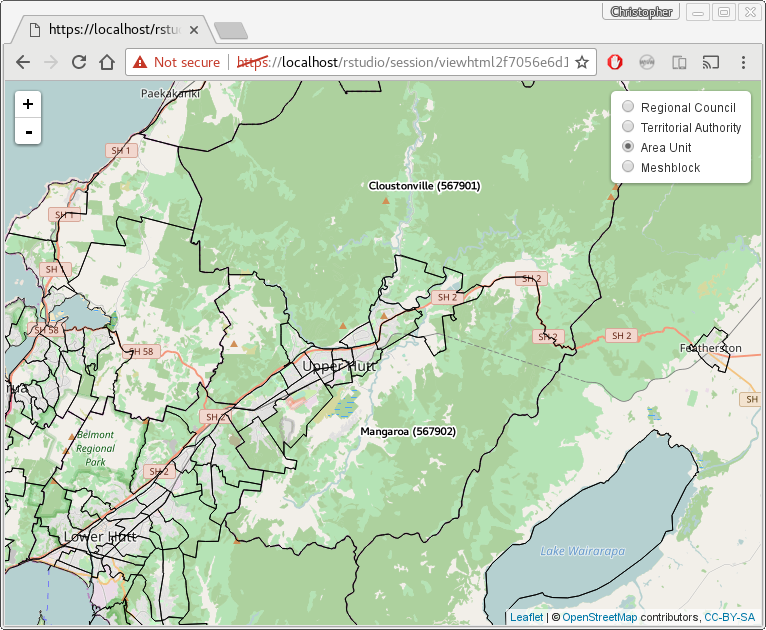 Christopher
https://localhost/rstu
Not secure
https://localhost/rstudio/session/viewhtml2f7056e6d1
+
-
Regional Council
Territorial Authority
Area Unit
Meshblock
Paekakariki
SH 1
Cloustonville (567901)
SH 1
SH 1
SH 2
SH 2
SH 58
SH 2
SH 2
SH 58
Featherston
Upper Hutt
rua
SH
SH 2
Mangaroa (567902)
Belmont
Regional
Park
SH 2
Lower Hutt
Lake Wairarapa
Leaflet | © OpenStreetMap contributors, CC-BY-SA